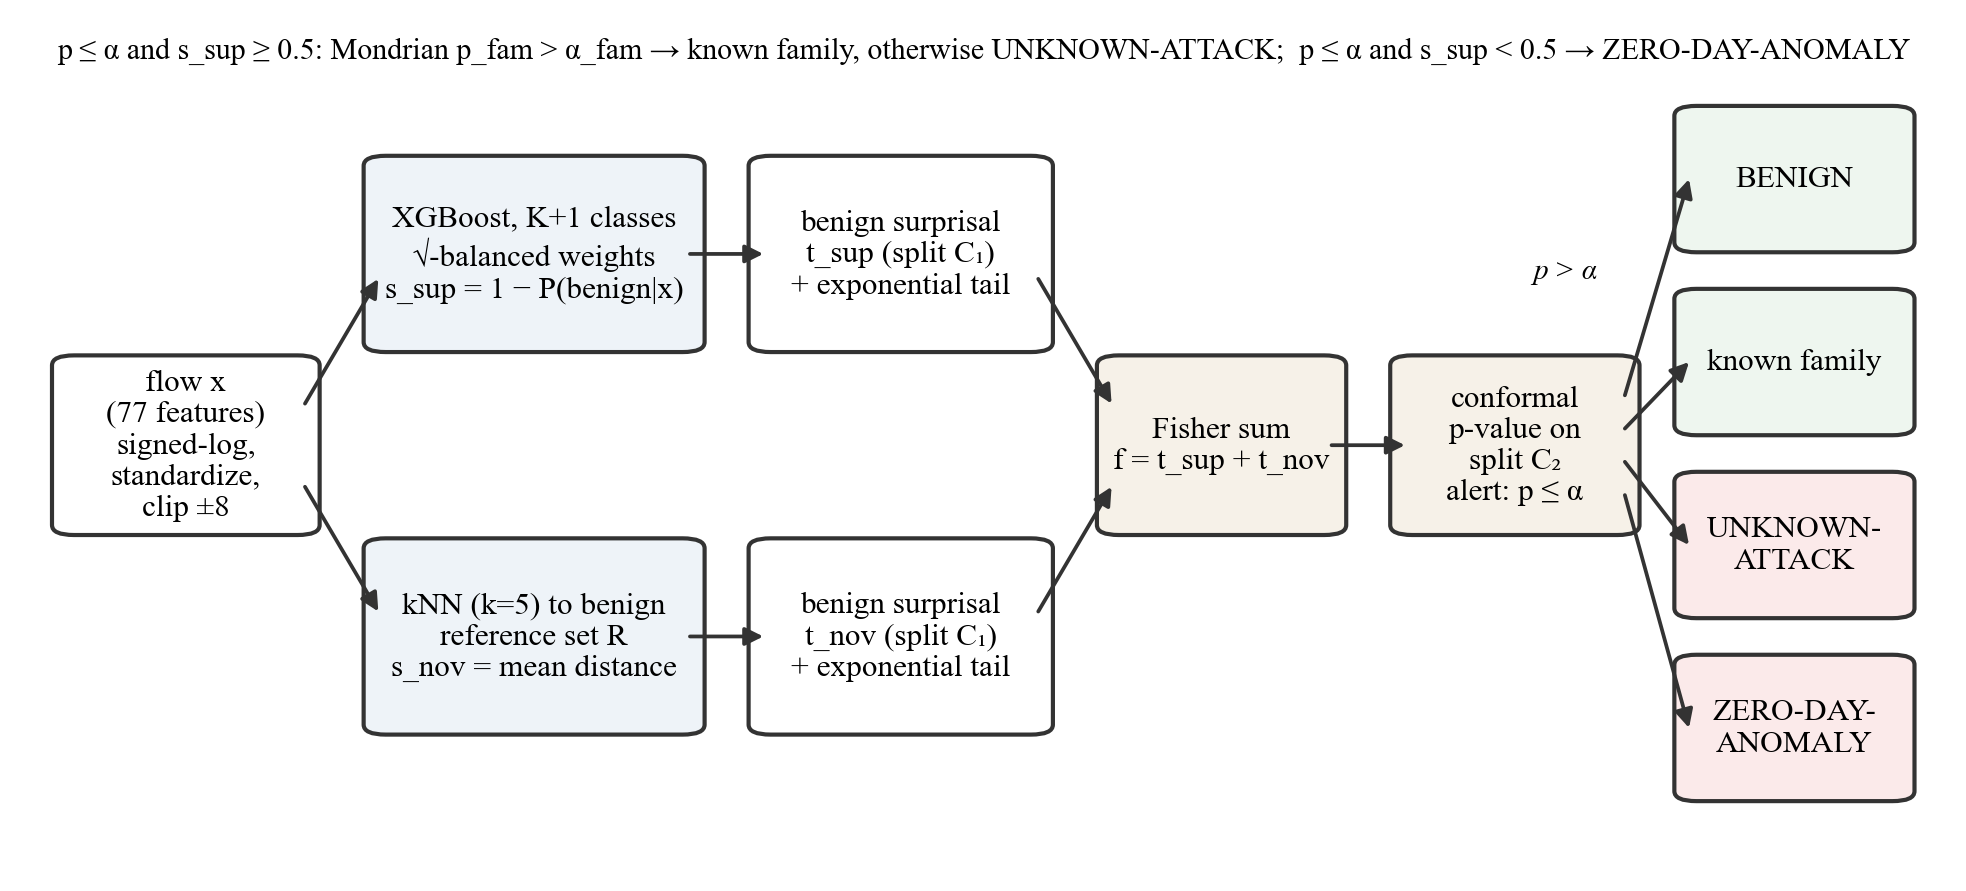 p ≤ α and s_sup ≥ 0.5: Mondrian p_fam > α_fam → known family, otherwise UNKNOWN-ATTACK;  p ≤ α and s_sup < 0.5 → ZERO-DAY-ANOMALY
flow x
(77 features)
signed-log,
standardize,
clip ±8
XGBoost, K+1 classes
√-balanced weights
s_sup = 1 − P(benign|x)
benign surprisal
t_sup (split C₁)
+ exponential tail
kNN (k=5) to benign
reference set R
s_nov = mean distance
benign surprisal
t_nov (split C₁)
+ exponential tail
Fisher sum
f = t_sup + t_nov
conformal
p-value on
split C₂
alert: p ≤ α
p > α
BENIGN
known family
UNKNOWN-
ATTACK
ZERO-DAY-
ANOMALY